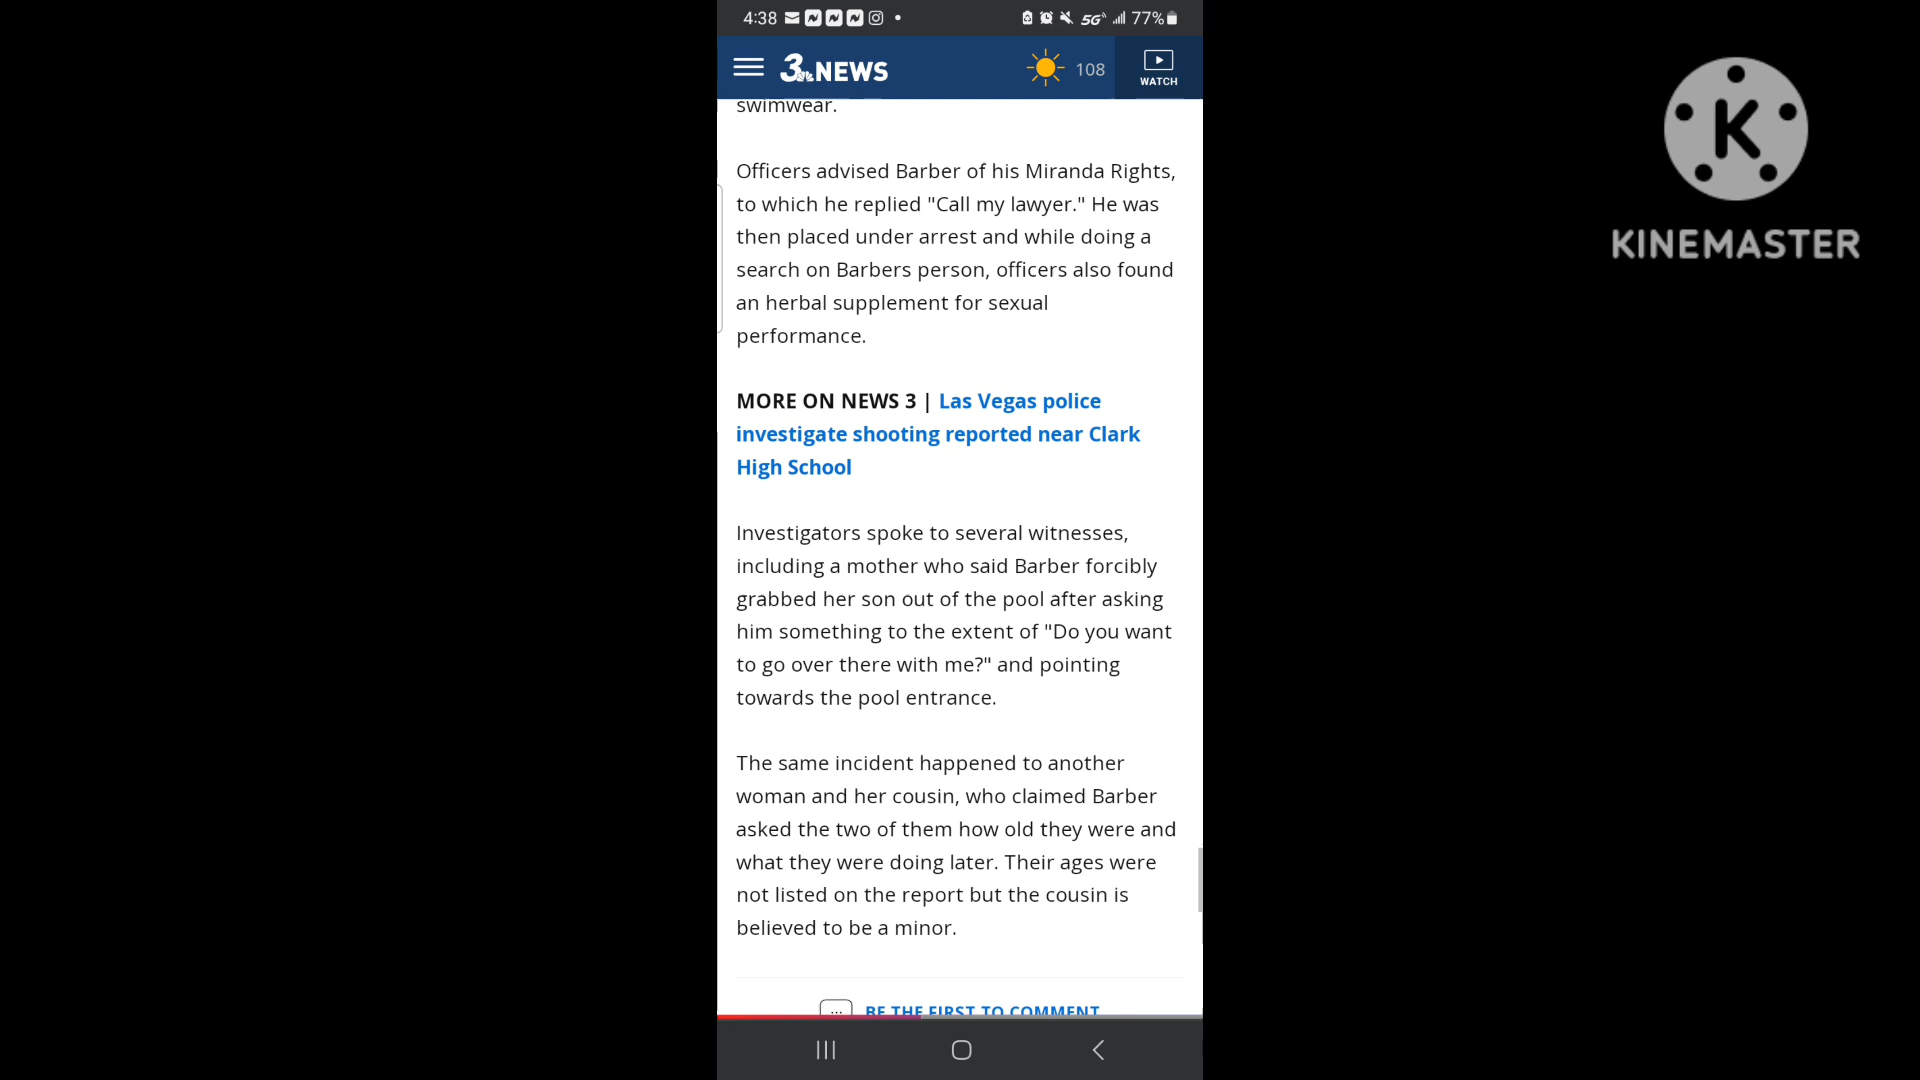 4:38
5G
77%
3 NEWS
108
WATCH
K
KINEMASTER
swimwear.
Officers advised Barber of his Miranda Rights,
to which he replied "Call my lawyer." He was
then placed under arrest and while doing a
search on Barbers person, officers also found
an herbal supplement for sexual
performance.
MORE ON NEWS 3 | Las Vegas police
investigate shooting reported near Clark
High School
Investigators spoke to several witnesses,
including a mother who said Barber forcibly
grabbed her son out of the pool after asking
him something to the extent of "Do you want
to go over there with me?" and pointing
towards the pool entrance.
The same incident happened to another
woman and her cousin, who claimed Barber
asked the two of them how old they were and
what they were doing later. Their ages were
not listed on the report but the cousin is
believed to be a minor.
BE THE FIRST TO COMMENT